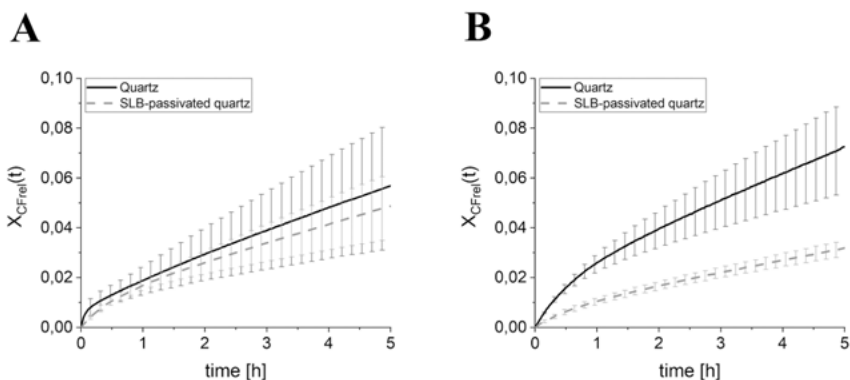 A
B
0,10
0,08
0,06
0,04
0,02
0,00
X_CFrel(t)
Quartz
SLB-passivated quartz
0 1 2 3 4 5
time [h]
0,10
0,08
0,06
0,04
0,02
0,00
X_CFrel(t)
Quartz
SLB-passivated quartz
0 1 2 3 4 5
time [h]